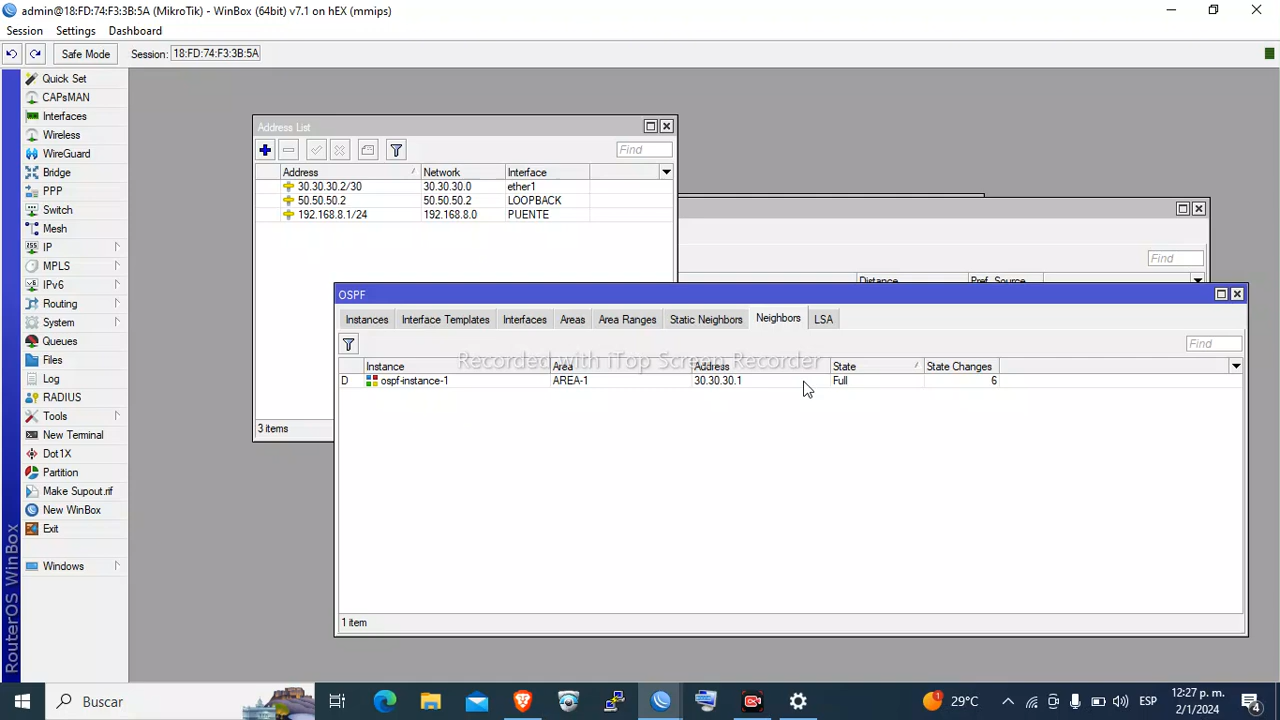 admin@18:FD:74:F3:3B:5A (MikroTik) - WinBox (64bit) v7.1 on hEX (mmips)
Session Settings Dashboard
Safe Mode Session: 18:FD:74:F3:3B:5A
Quick Set
CAPsMAN
Interfaces
Wireless
WireGuard
Bridge
PPP
Switch
Mesh
IP
MPLS
IPv6
Routing
System
Queues
Files
Log
RADIUS
Tools
New Terminal
Dot1X
Partition
Make Supout.rif
New WinBox
Exit
Windows
RouterOS WinBox
Address List
Find
Address Network Interface
30.30.30.2/30 30.30.30.0 ether1
50.50.50.2 50.50.50.2 LOOPBACK
192.168.8.1/24 192.168.8.0 PUENTE
3 items
Find
Distance Pref. Source
OSPF
Instances Interface Templates Interfaces Areas Area Ranges Static Neighbors Neighbors LSA
Find
Recorded with iTop Screen Recorder
Instance Area Address State State Changes
D ospf-instance-1 AREA-1 30.30.30.1 Full 6
1 item
Buscar
1 29°C ESP 12:27 p. m.
2/1/2024 4